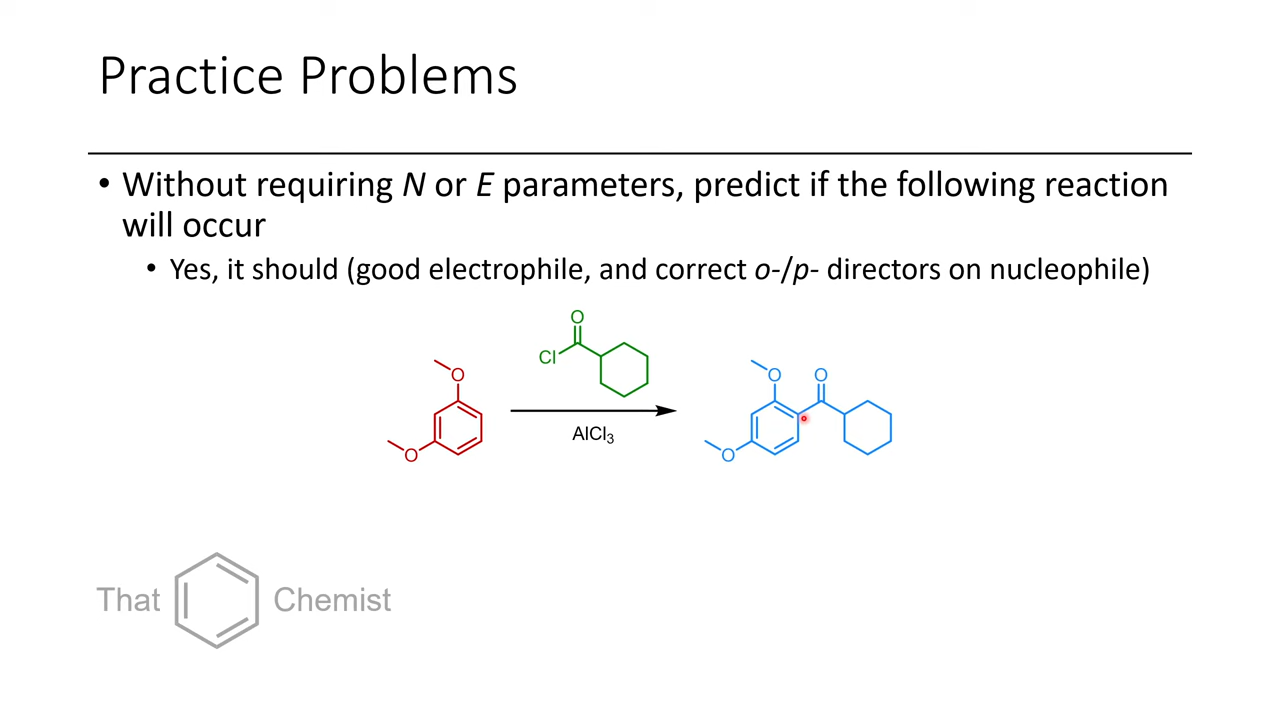 Practice Problems
• Without requiring N or E parameters, predict if the following reaction
will occur
• Yes, it should (good electrophile, and correct o-/p- directors on nucleophile)
O
Cl
O
O
AlCl₃
O
O
O
That Chemist